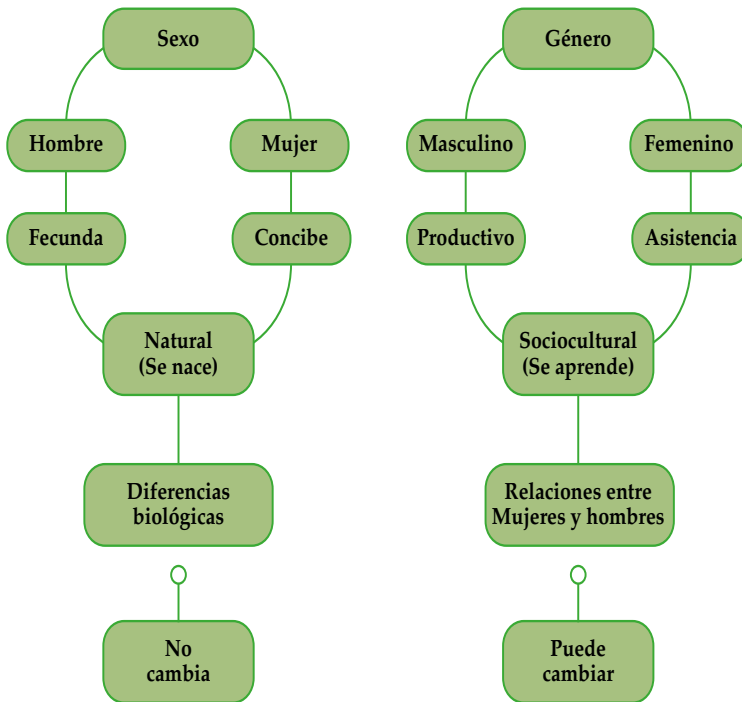 Sexo
Hombre
Mujer
Fecunda
Concibe
Natural
(Se nace)
Diferencias
biológicas
No
cambia
Género
Masculino
Femenino
Productivo
Asistencia
Sociocultural
(Se aprende)
Relaciones entre
Mujeres y hombres
Puede
cambiar